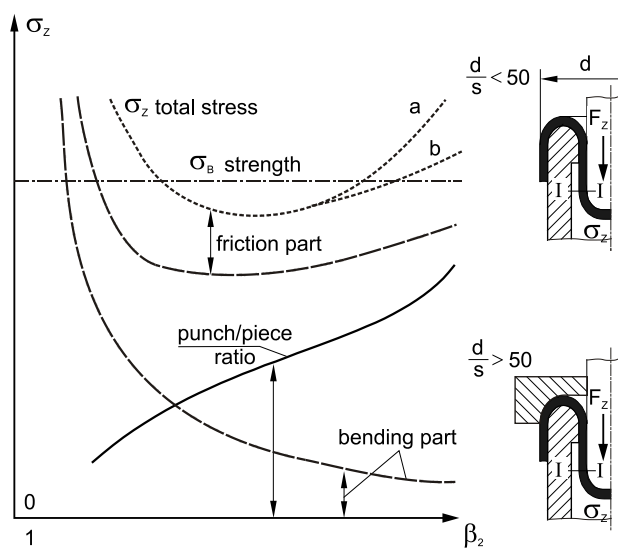 σz
σz total stress
a
b
σB strength
friction part
punch/piece
ratio
bending part
0
1
β2
d/s < 50
d
Fz
I
I
σz
d/s > 50
Fz
I
I
σz